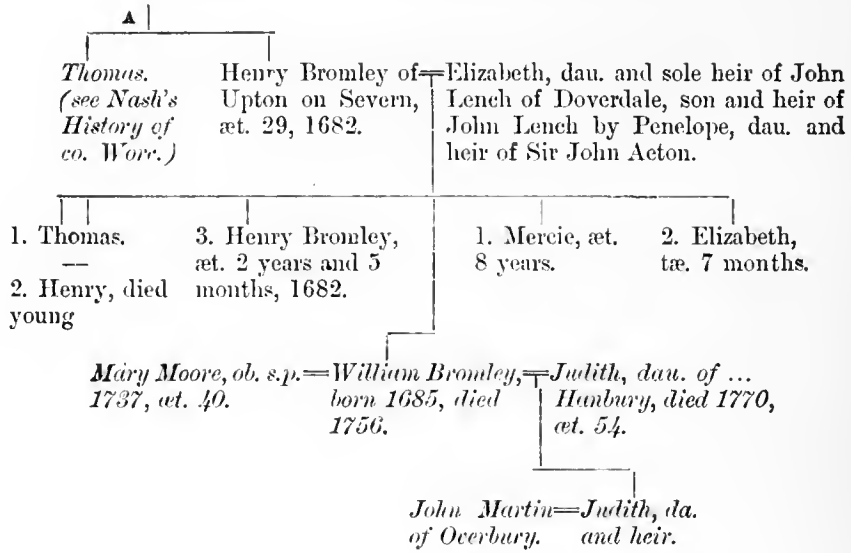 A
Thomas.
(see Nash's
History of
co. Worc.)
Henry Bromley of
Upton on Severn,
æt. 29, 1682.
Elizabeth, dau. and sole heir of John
Lench of Doverdale, son and heir of
John Lench by Penelope, dau. and
heir of Sir John Acton.
1. Thomas.
—
2. Henry, died
young
3. Henry Bromley,
æt. 2 years and 5
months, 1682.
1. Mercie, æt.
8 years.
2. Elizabeth,
tæ. 7 months.
Mary Moore, ob. s.p.
1737, æt. 40.
William Bromley,
born 1685, died
1756.
Judith, dau. of ...
Hanbury, died 1770,
æt. 54.
John Martin
of Overbury.
Judith, da.
and heir.